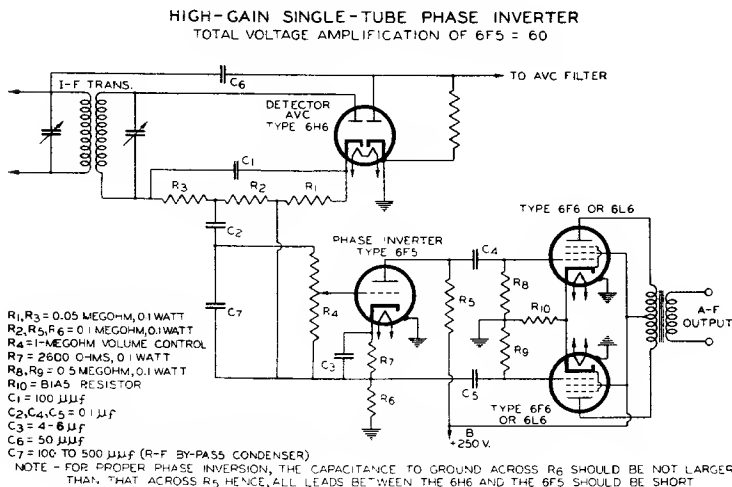 HIGH-GAIN SINGLE-TUBE PHASE INVERTER
TOTAL VOLTAGE AMPLIFICATION OF 6F5 = 60
TO AVC FILTER
C6
I-F TRANS.
DETECTOR
AVC
TYPE 6H6
C1
R3
R2
R1
C2
TYPE 6F6 OR 6L6
PHASE INVERTER
TYPE 6F5
C4
R4
R5
R8
R10
A-F
OUTPUT
C7
C3
R7
R9
C5
R6
TYPE 6F6
OR 6L6
B
+250 V.
R1, R3 = 0.05 MEGOHM, 0.1 WATT
R2, R5, R6 = 0.1 MEGOHM, 0.1 WATT
R4 = 1-MEGOHM VOLUME CONTROL
R7 = 2600 OHMS, 0.1 WATT
R8, R9 = 0.5 MEGOHM, 0.1 WATT
R10 = BIAS RESISTOR
C1 = 100 µµf
C2, C4, C5 = 0.1 µf
C3 = 4-6 µf
C6 = 50 µµf
C7 = 100 TO 500 µµf (R-F BY-PASS CONDENSER)
NOTE - FOR PROPER PHASE INVERSION, THE CAPACITANCE TO GROUND ACROSS R6 SHOULD BE NOT LARGER
THAN THAT ACROSS R5 HENCE, ALL LEADS BETWEEN THE 6H6 AND THE 6F5 SHOULD BE SHORT